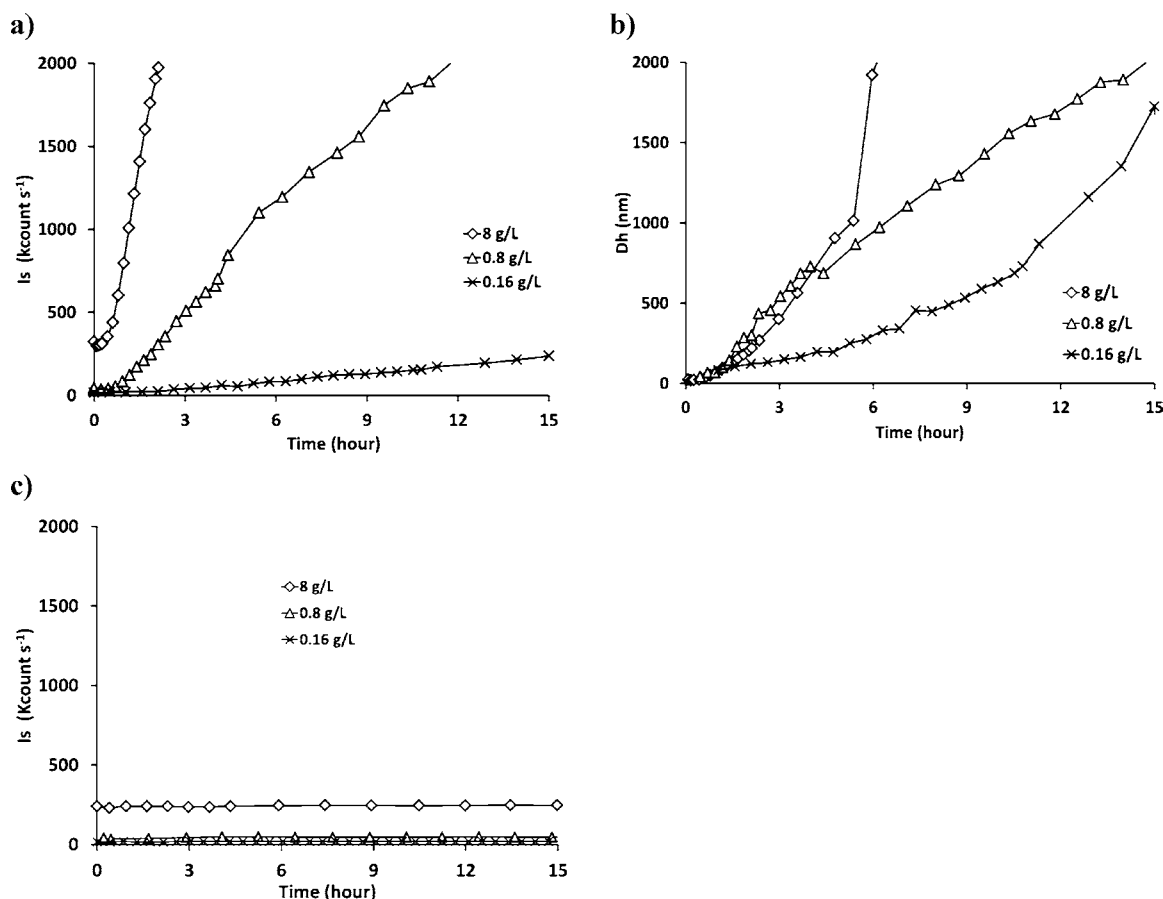 a)
2000
1500
1000
500
0
Is (kcount s-1)
0 3 6 9 12 15
Time (hour)
8 g/L
0.8 g/L
0.16 g/L
b)
2000
1500
1000
500
0
Dh (nm)
0 3 6 9 12 15
Time (hour)
8 g/L
0.8 g/L
0.16 g/L
c)
2000
1500
1000
500
0
Is (Kcount s-1)
0 3 6 9 12 15
Time (hour)
8 g/L
0.8 g/L
0.16 g/L